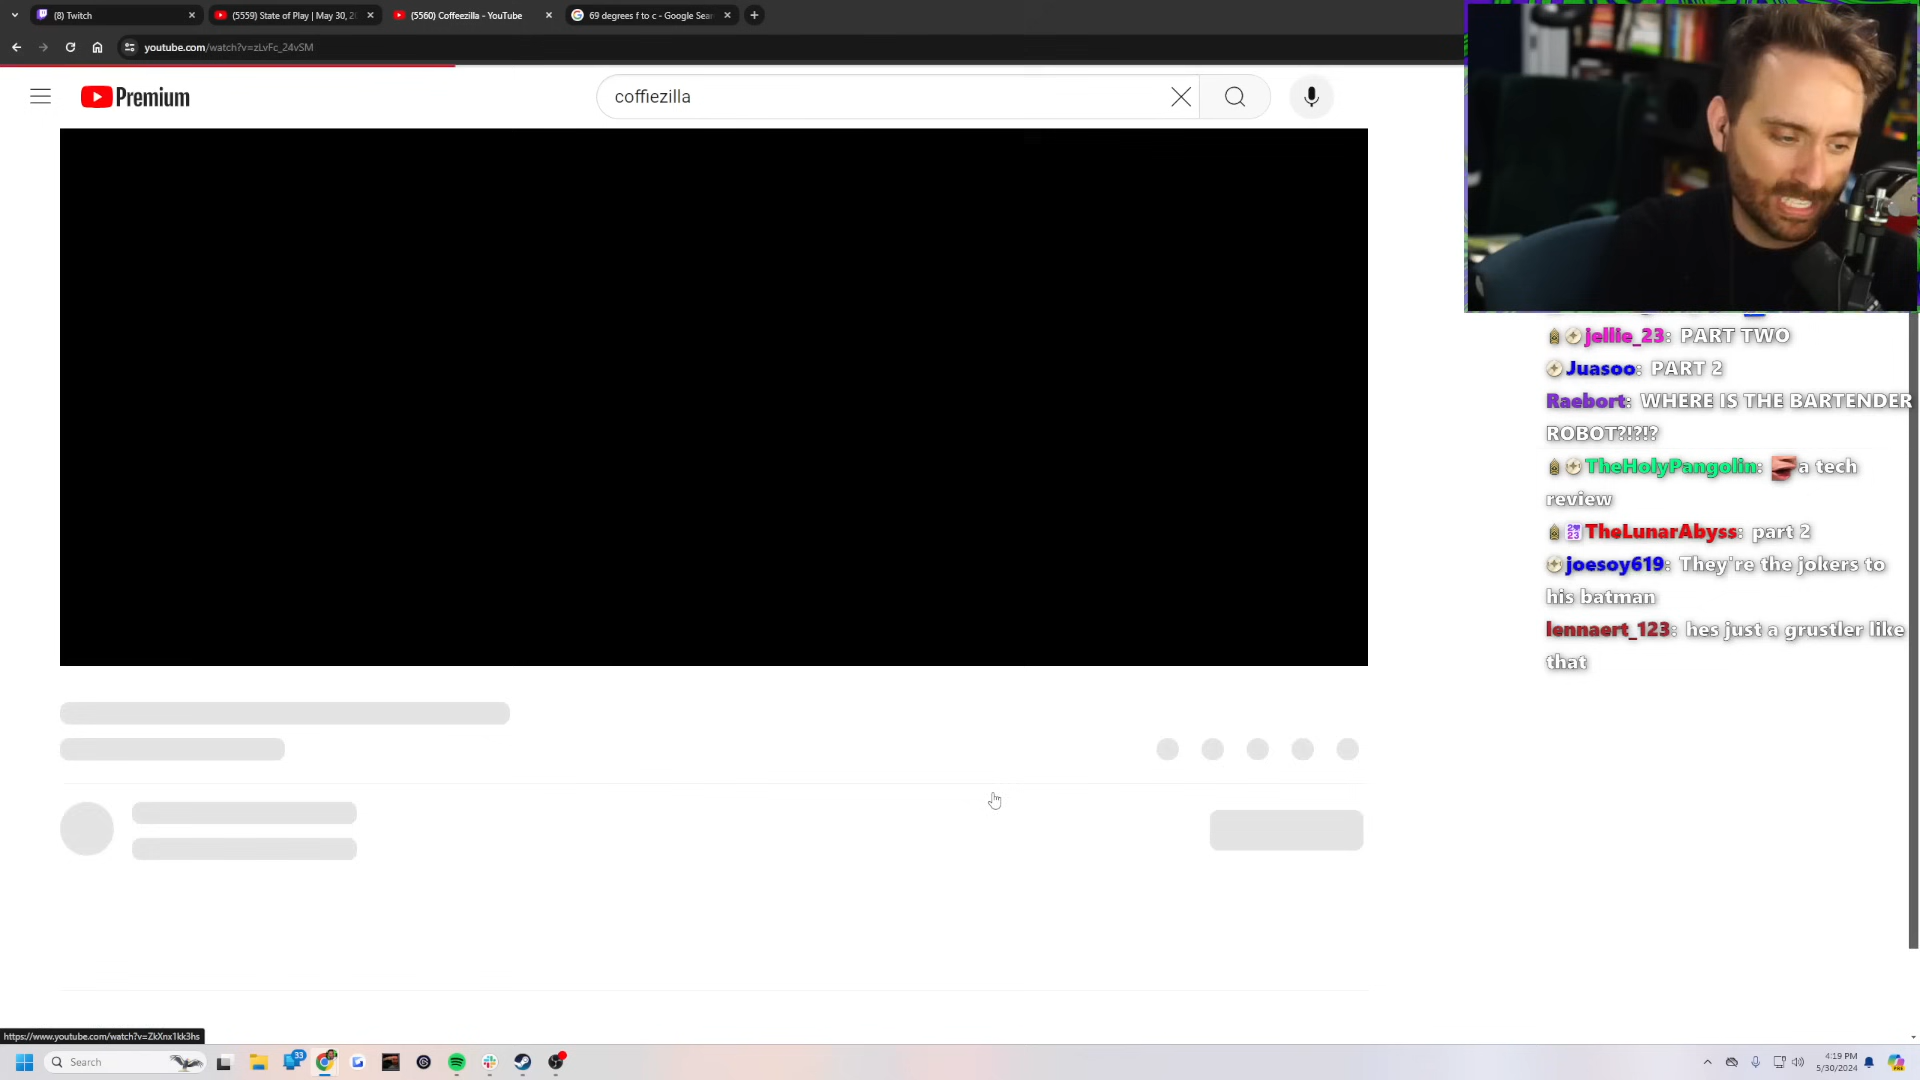 (8) Twitch
(5559) State of Play | May 30, 2
(5560) Coffeezilla - YouTube
69 degrees f to c - Google Sea
youtube.com/watch?v=zLvFc_24vSM
Premium
coffiezilla
jellie_23: PART TWO
Juasoo: PART 2
Raebort: WHERE IS THE BARTENDER
ROBOT?!?!?
TheHolyPangolin: a tech
review
TheLunarAbyss: part 2
joesoy619: They're the jokers to
his batman
lennaert_123: hes just a grustler like
that
https://www.youtube.com/watch?v=ZkXnx1kk3hs
Search
33
4:19 PM
5/30/2024